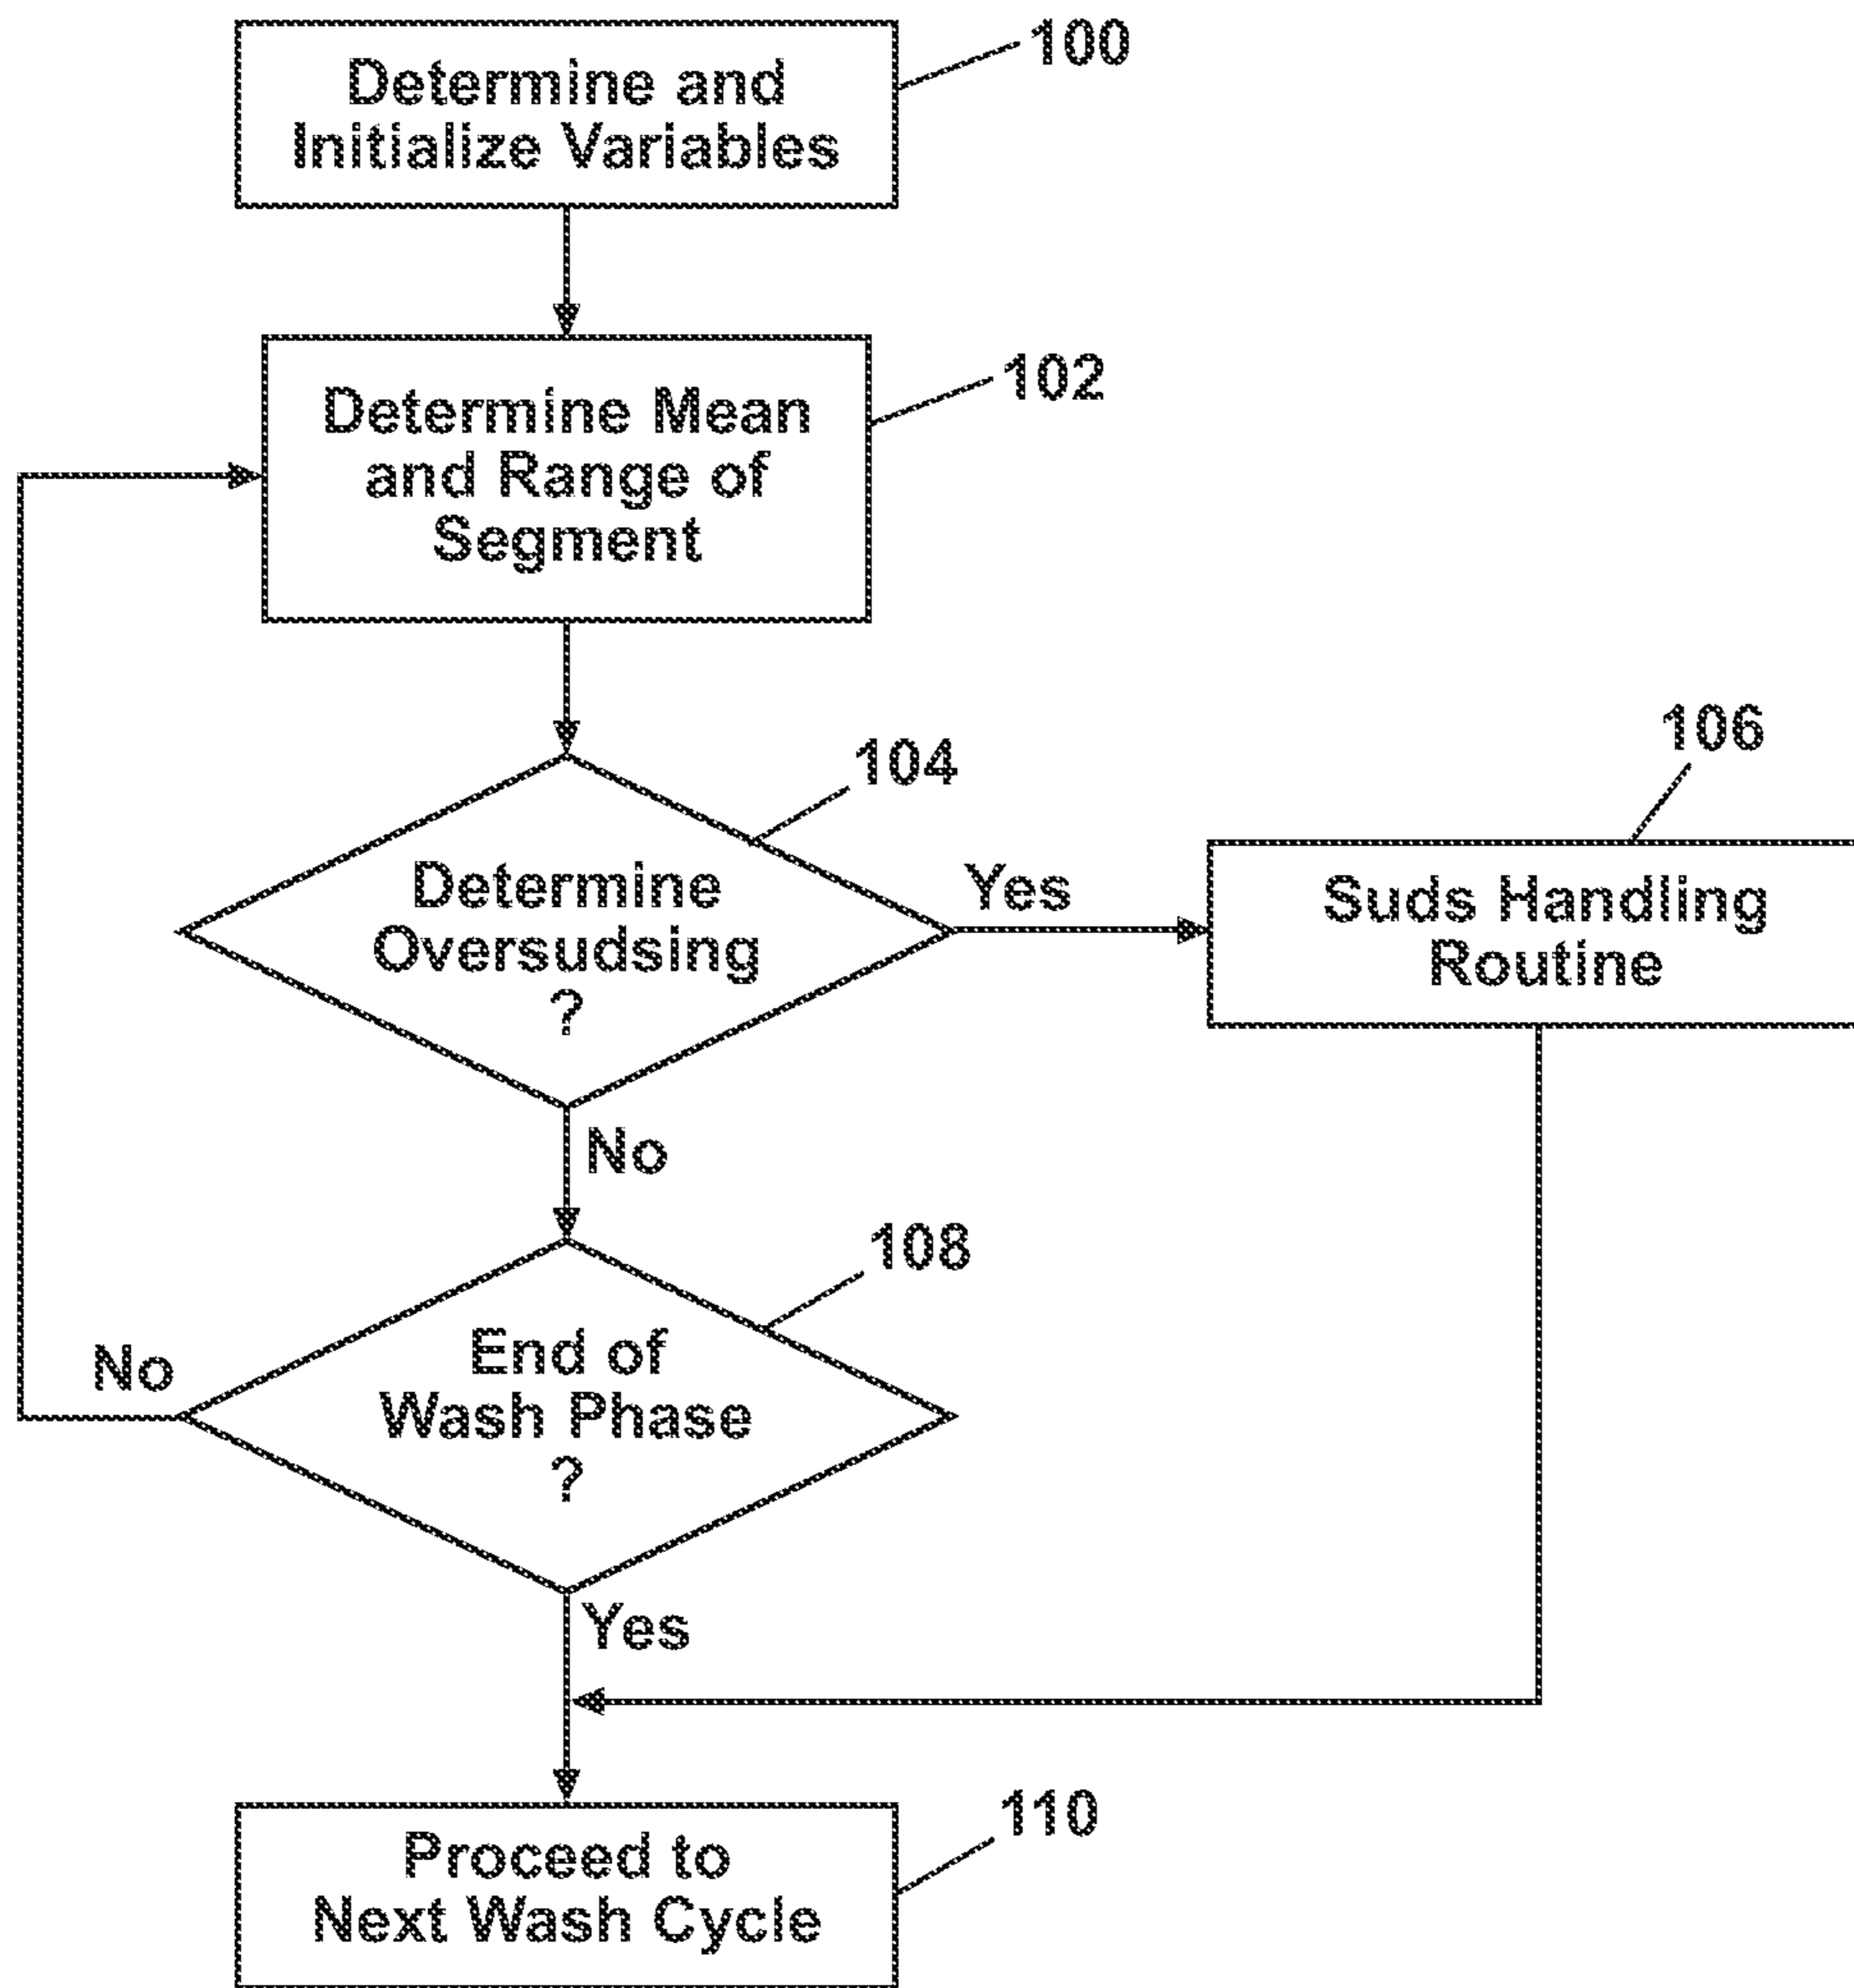 100
Determine and
Initialize Variables
102
Determine Mean
and Range of
Segment
104
Determine
Oversudsing
?
Yes
106
Suds Handling
Routine
No
108
End of
Wash Phase
?
No
Yes
110
Proceed to
Next Wash Cycle